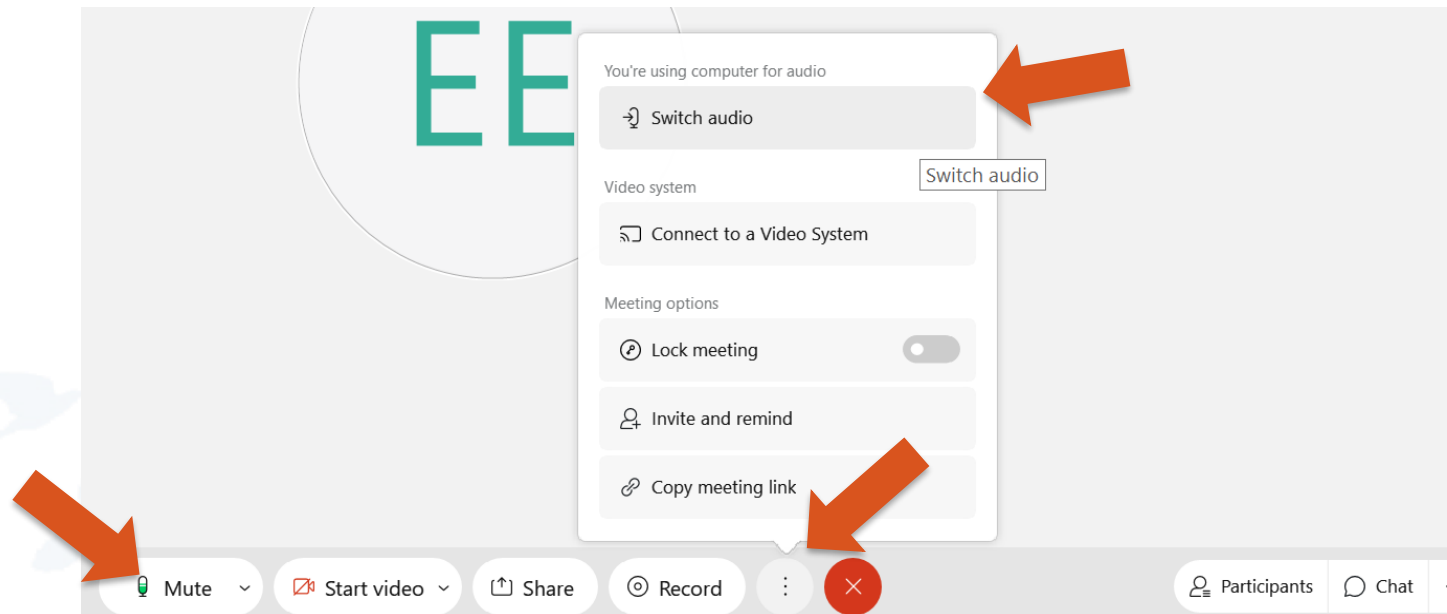 EE
You're using computer for audio
Switch audio
Switch audio
Video system
Connect to a Video System
Meeting options
Lock meeting
Invite and remind
Copy meeting link
Mute
Start video
Share
Record
Participants
Chat